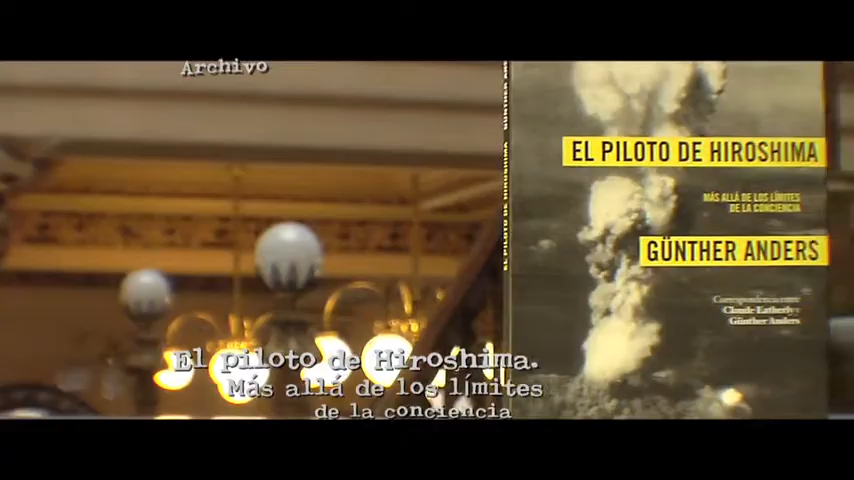 Archivo
EL PILOTO DE HIROSHIMA
MÁS ALLÁ DE LOS LÍMITES
DE LA CONCIENCIA
GÜNTHER ANDERS
Correspondencia entre
Claude Eatherly y
Günther Anders
EL PILOTO DE HIROSHIMA
GÜNTHER AN
El piloto de Hiroshima.
Más allá de los límites
de la conciencia